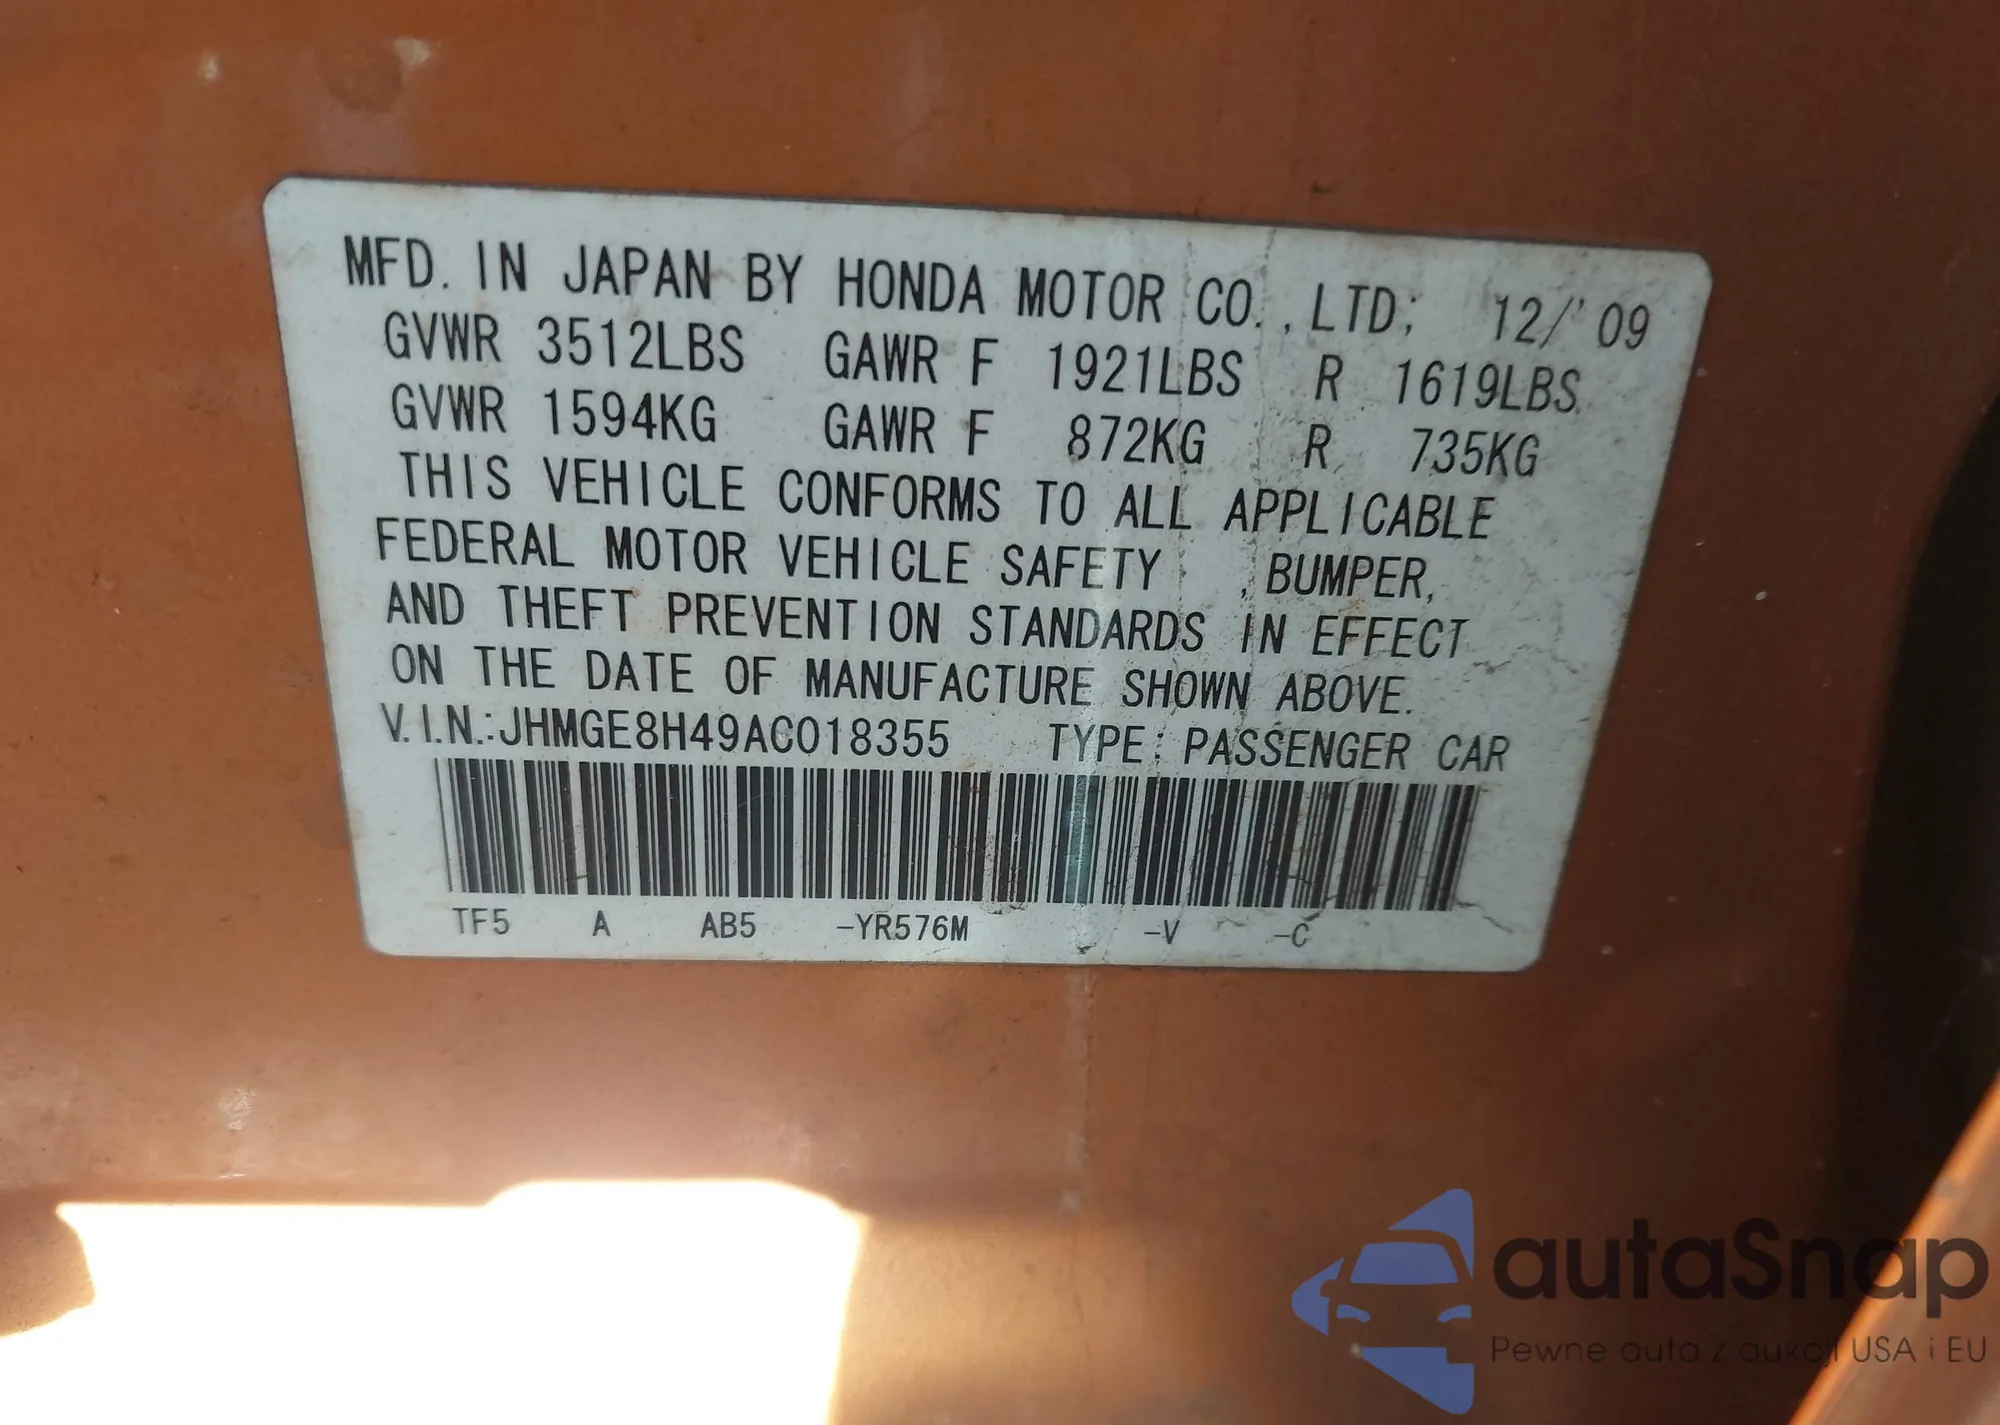 MFD. IN JAPAN BY HONDA MOTOR CO., LTD; 12/'09
GVWR 3512LBS GAWR F 1921LBS R 1619LBS
GVWR 1594KG GAWR F 872KG R 735KG
THIS VEHICLE CONFORMS TO ALL APPLICABLE
FEDERAL MOTOR VEHICLE SAFETY , BUMPER,
AND THEFT PREVENTION STANDARDS IN EFFECT
ON THE DATE OF MANUFACTURE SHOWN ABOVE.
V.I.N.:JHMGE8H49AC018355 TYPE: PASSENGER CAR
TF5 A AB5 -YR576M -V -C
autaSnap
Pewne auta z aukcji USA i EU